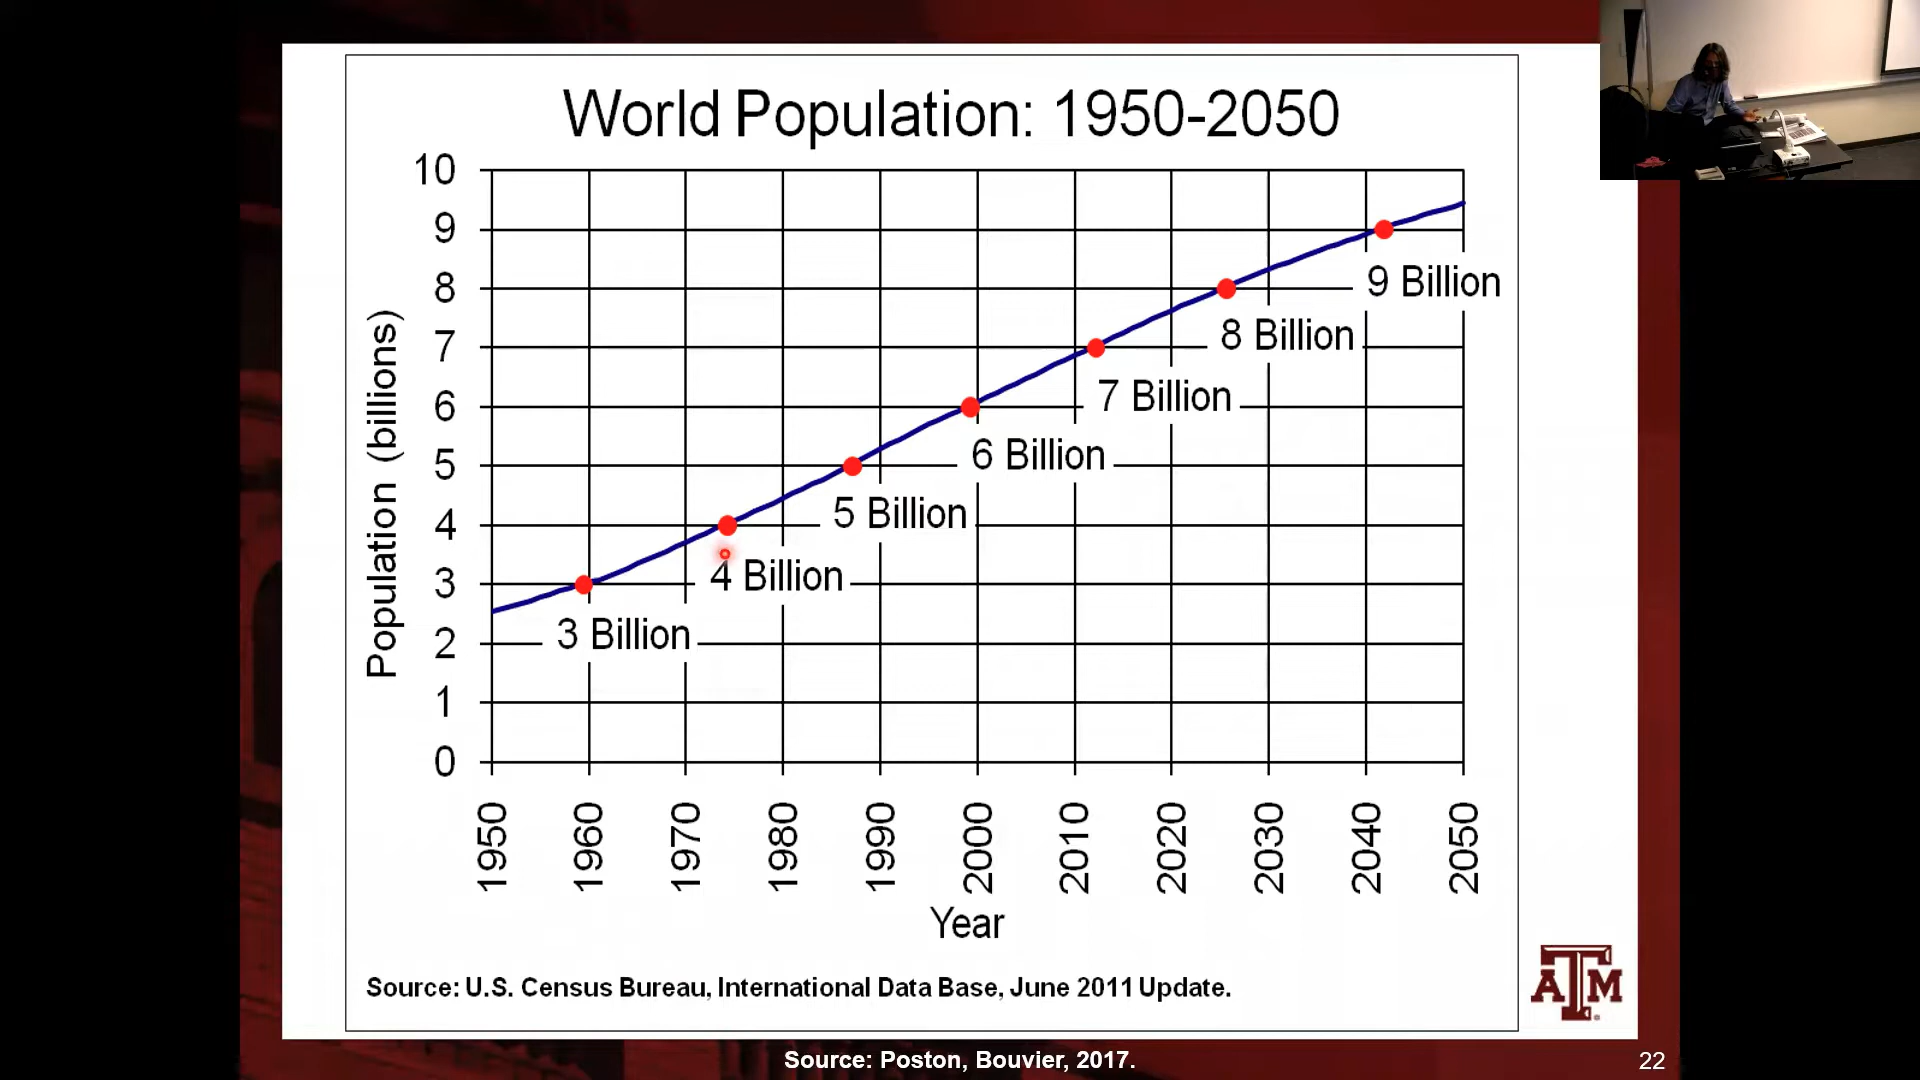 World Population: 1950-2050
Population (billions)
10
9
8
7
6
5
4
3
2
1
0
9 Billion
8 Billion
7 Billion
6 Billion
5 Billion
4 Billion
3 Billion
1950
1960
1970
1980
1990
2000
2010
2020
2030
2040
2050
Year
Source: U.S. Census Bureau, International Data Base, June 2011 Update.
ATM
Source: Poston, Bouvier, 2017.
22